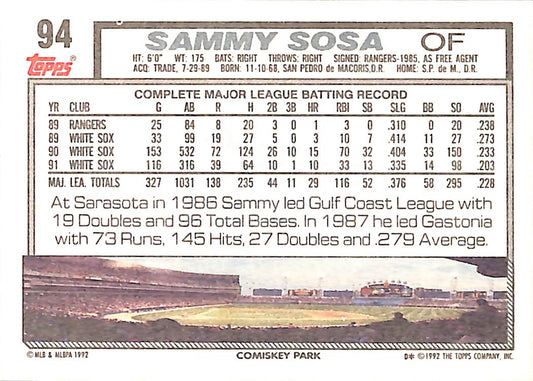 94 SAMMY SOSA OF
Topps HT: 6'0" WT: 175 BATS: RIGHT THROWS: RIGHT SIGNED: RANGERS-1985, AS FREE AGENT
ACQ: TRADE, 7-29-89 BORN: 11-10-68, SAN PEDRO de MACORIS, D.R. HOME: S.P. de M., D.R.
COMPLETE MAJOR LEAGUE BATTING RECORD
YR CLUB G AB R H 2B 3B HR RBI SB SLG BB SO AVG
89 RANGERS 25 84 8 20 3 0 1 3 0 .310 0 20 .238
89 WHITE SOX 33 99 19 27 5 0 3 10 7 .414 11 27 .273
90 WHITE SOX 153 532 72 124 26 10 15 70 32 .404 33 150 .233
91 WHITE SOX 116 316 39 64 10 1 10 33 13 .335 14 98 .203
MAJ. LEA. TOTALS 327 1031 138 235 44 11 29 116 52 .376 58 295 .228
At Sarasota in 1986 Sammy led Gulf Coast League with
19 Doubles and 96 Total Bases. In 1987 he led Gastonia
with 73 Runs, 145 Hits, 27 Doubles and .279 Average.
© MLB & MLBPA 1992 COMISKEY PARK D* © 1992 THE TOPPS COMPANY, INC.